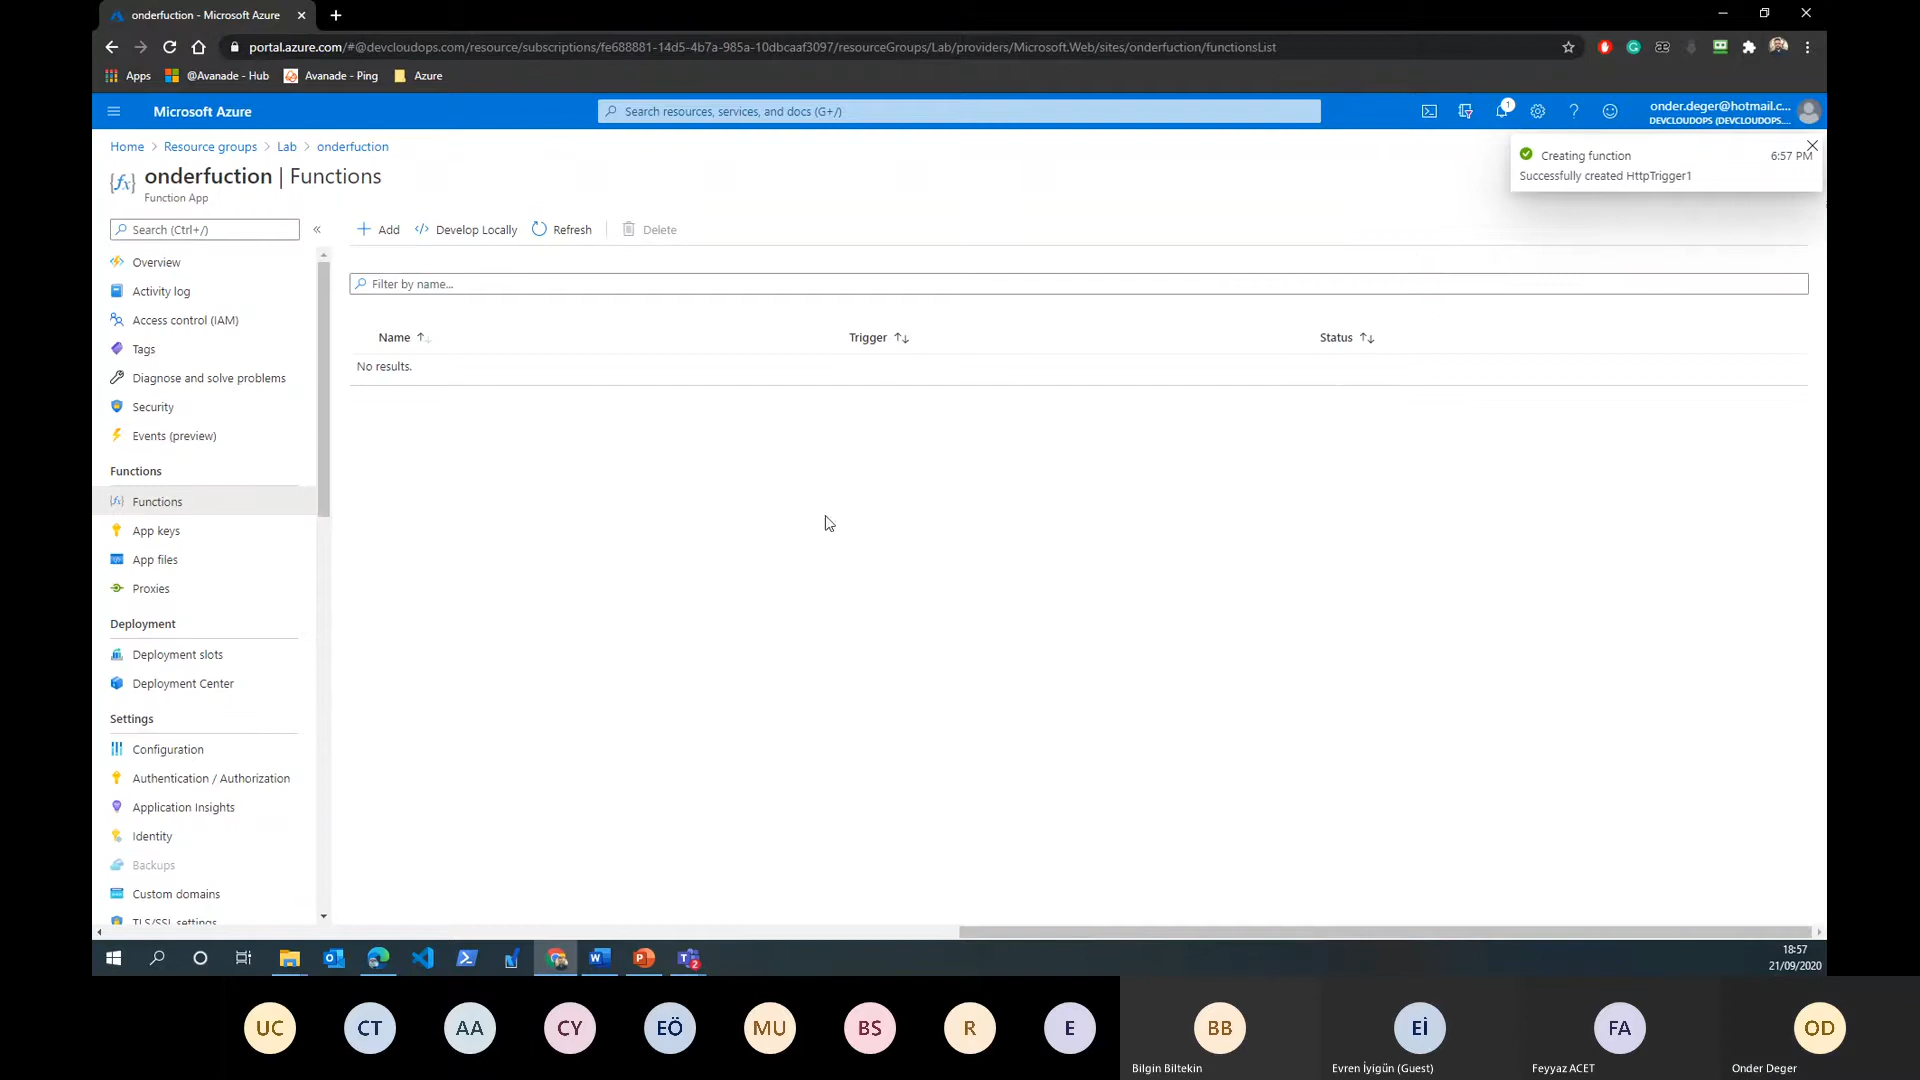 onderfuction - Microsoft Azure
portal.azure.com/#@devcloudops.com/resource/subscriptions/fe688881-14d5-4b7a-985a-10dbcaaf3097/resourceGroups/Lab/providers/Microsoft.Web/sites/onderfuction/functionsList
Apps @Avanade - Hub Avanade - Ping Azure
Microsoft Azure
Search resources, services, and docs (G+/)
1
onder.deger@hotmail.c...
DEVCLOUDOPS (DEVCLOUDOPS....
Home > Resource groups > Lab > onderfuction
onderfuction | Functions
Function App
Creating function 6:57 PM
Successfully created HttpTrigger1
Search (Ctrl+/)
Add Develop Locally Refresh Delete
Filter by name...
Name Trigger Status
No results.
Overview
Activity log
Access control (IAM)
Tags
Diagnose and solve problems
Security
Events (preview)
Functions
Functions
App keys
App files
Proxies
Deployment
Deployment slots
Deployment Center
Settings
Configuration
Authentication / Authorization
Application Insights
Identity
Backups
Custom domains
TLS/SSL settings
18:57
21/09/2020
UC CT AA CY EÖ MU BS R E BB Eİ FA OD
Bilgin Biltekin Evren İyigün (Guest) Feyyaz ACET Onder Deger